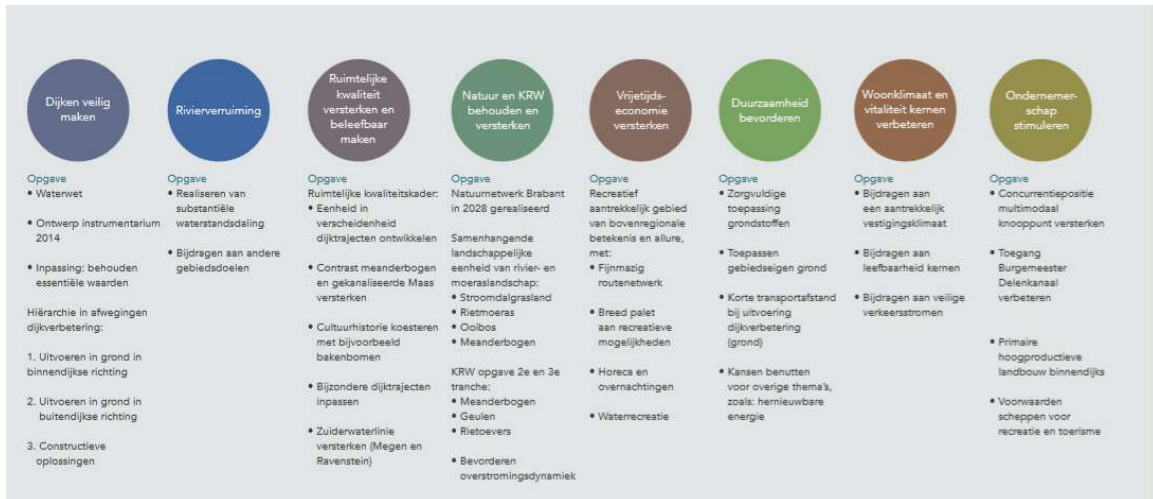 Dijken veilig
maken
Opgave
• Waterwet
• Ontwerp instrumentarium
2014
• Inpassing: behouden
essentiële waarden
Hiërarchie in afwegingen
dijkverbetering:
1. Uitvoeren in grond in
binnendijkse richting
2. Uitvoeren in grond in
buitendijkse richting
3. Constructieve
oplossingen
Rivierverruiming
Opgave
• Realiseren van
substantiële
waterstandsdaling
• Bijdragen aan andere
gebiedsdoelen
Ruimtelijke
kwaliteit
versterken en
beleefbaar
maken
Opgave
Ruimtelijke kwaliteitskader:
• Eenheid in
verscheidenheid
dijktrajecten ontwikkelen
• Contrast meanderbogen
en gekanaliseerde Maas
versterken
• Cultuurhistorie koesteren
met bijvoorbeeld
bakenbomen
• Bijzondere dijktrajecten
inpassen
• Zuiderwaterlinie
versterken (Megen en
Ravenstein)
Natuur en KRW
behouden en
versterken
Opgave
Natuurnetwerk Brabant
in 2028 gerealiseerd
Samenhangende
landschappelijke
eenheid van rivier- en
moeraslandschap:
• Stroomdalgrasland
• Rietmoeras
• Ooibos
• Meanderbogen
KRW opgave 2e en 3e
tranche:
• Meanderbogen
• Geulen
• Rietoevers
• Bevorderen
overstromingsdynamiek
Vrijetijds-
economie
versterken
Opgave
Recreatief
aantrekkelijk gebied
van bovenregionale
betekenis en allure,
met:
• Fijnmazig
routenetwerk
• Breed palet
aan recreatieve
mogelijkheden
• Horeca en
overnachtingen
• Waterrecreatie
Duurzaamheid
bevorderen
Opgave
• Zorgvuldige
toepassing
grondstoffen
• Toepassen
gebiedseigen grond
• Korte transportafstand
bij uitvoering
dijkverbetering
(grond)
• Kansen benutten
voor overige thema's,
zoals: hernieuwbare
energie
Woonklimaat en
vitaliteit kernen
verbeteren
Opgave
• Bijdragen aan
een aantrekkelijk
vestigingsklimaat
• Bijdragen aan
leefbaarheid kernen
• Bijdragen aan veilige
verkeersstromen
Ondernemer-
schap
stimuleren
Opgave
• Concurrentiepositie
multimodaal
knooppunt versterken
• Toegang
Burgemeester
Delenkanaal
verbeteren
• Primaire
hoogproductieve
landbouw binnendijks
• Voorwaarden
scheppen voor
recreatie en toerisme